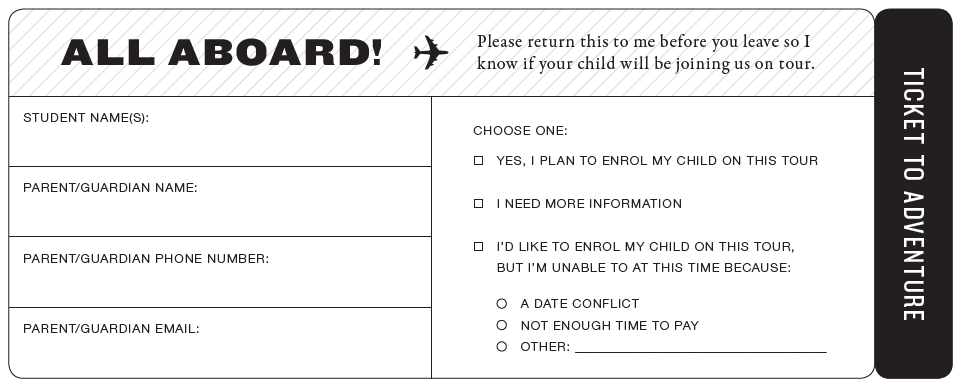 ALL ABOARD!
Please return this to me before you leave so I
know if your child will be joining us on tour.
STUDENT NAME(S):
PARENT/GUARDIAN NAME:
PARENT/GUARDIAN PHONE NUMBER:
PARENT/GUARDIAN EMAIL:
CHOOSE ONE:
YES, I PLAN TO ENROL MY CHILD ON THIS TOUR
I NEED MORE INFORMATION
I'D LIKE TO ENROL MY CHILD ON THIS TOUR,
BUT I'M UNABLE TO AT THIS TIME BECAUSE:
A DATE CONFLICT
NOT ENOUGH TIME TO PAY
OTHER:
TICKET TO ADVENTURE